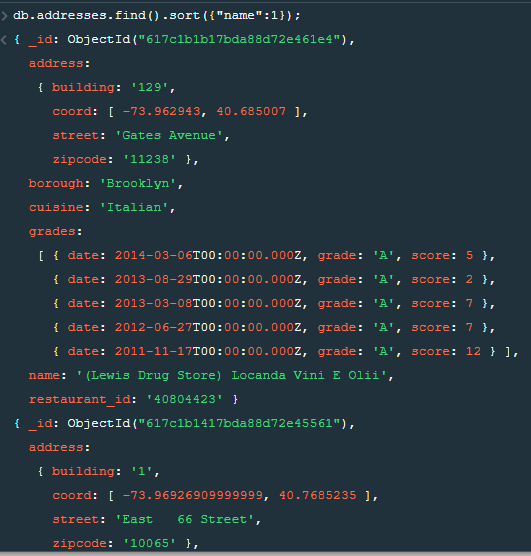 > db.addresses.find().sort({"name":1});
< { _id: ObjectId("617c1b1b17bda88d72e461e4"),
address:
{ building: '129',
coord: [ -73.962943, 40.685007 ],
street: 'Gates Avenue',
zipcode: '11238' },
borough: 'Brooklyn',
cuisine: 'Italian',
grades:
[ { date: 2014-03-06T00:00:00.000Z, grade: 'A', score: 5 },
{ date: 2013-08-29T00:00:00.000Z, grade: 'A', score: 2 },
{ date: 2013-03-08T00:00:00.000Z, grade: 'A', score: 7 },
{ date: 2012-06-27T00:00:00.000Z, grade: 'A', score: 7 },
{ date: 2011-11-17T00:00:00.000Z, grade: 'A', score: 12 } ],
name: '(Lewis Drug Store) Locanda Vini E Olii',
restaurant_id: '40804423' }
{ _id: ObjectId("617c1b1417bda88d72e45561"),
address:
{ building: '1',
coord: [ -73.96926909999999, 40.7685235 ],
street: 'East   66 Street',
zipcode: '10065' },